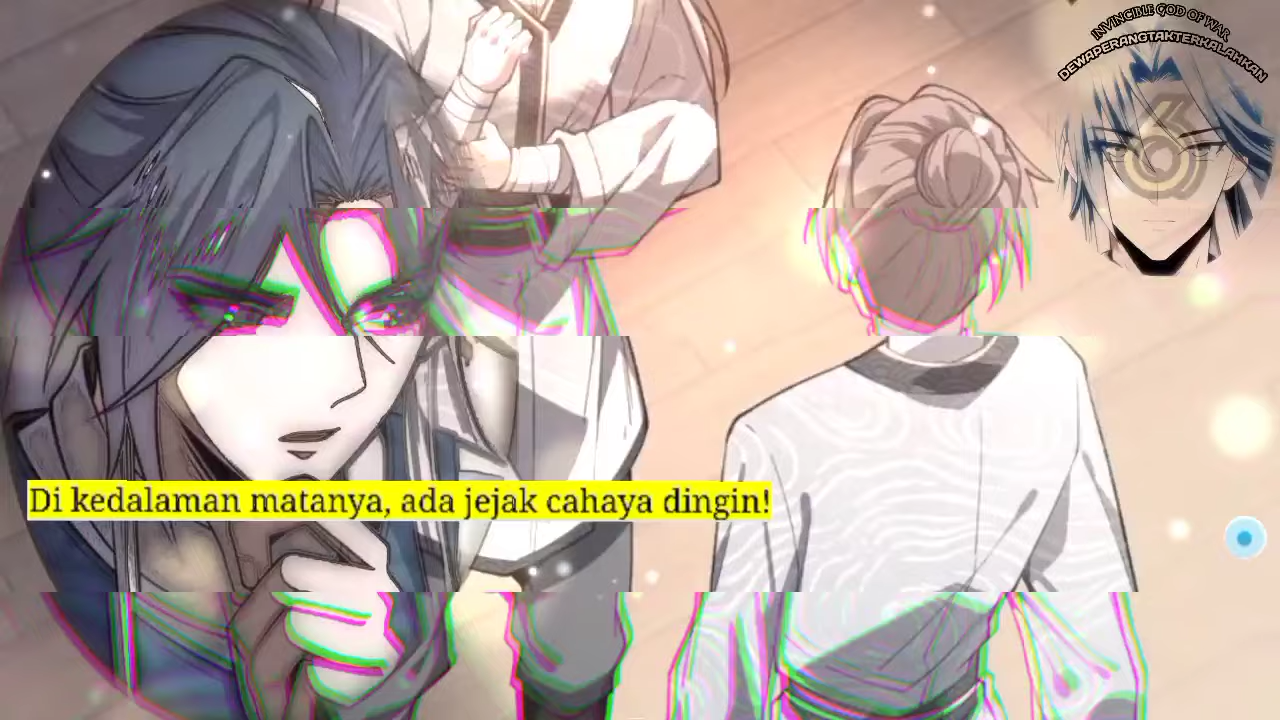 INVINCIBLE GOD OF WAR
DEWAPERANGTAKTERKALAHKAN
Di kedalaman matanya, ada jejak cahaya dingin!